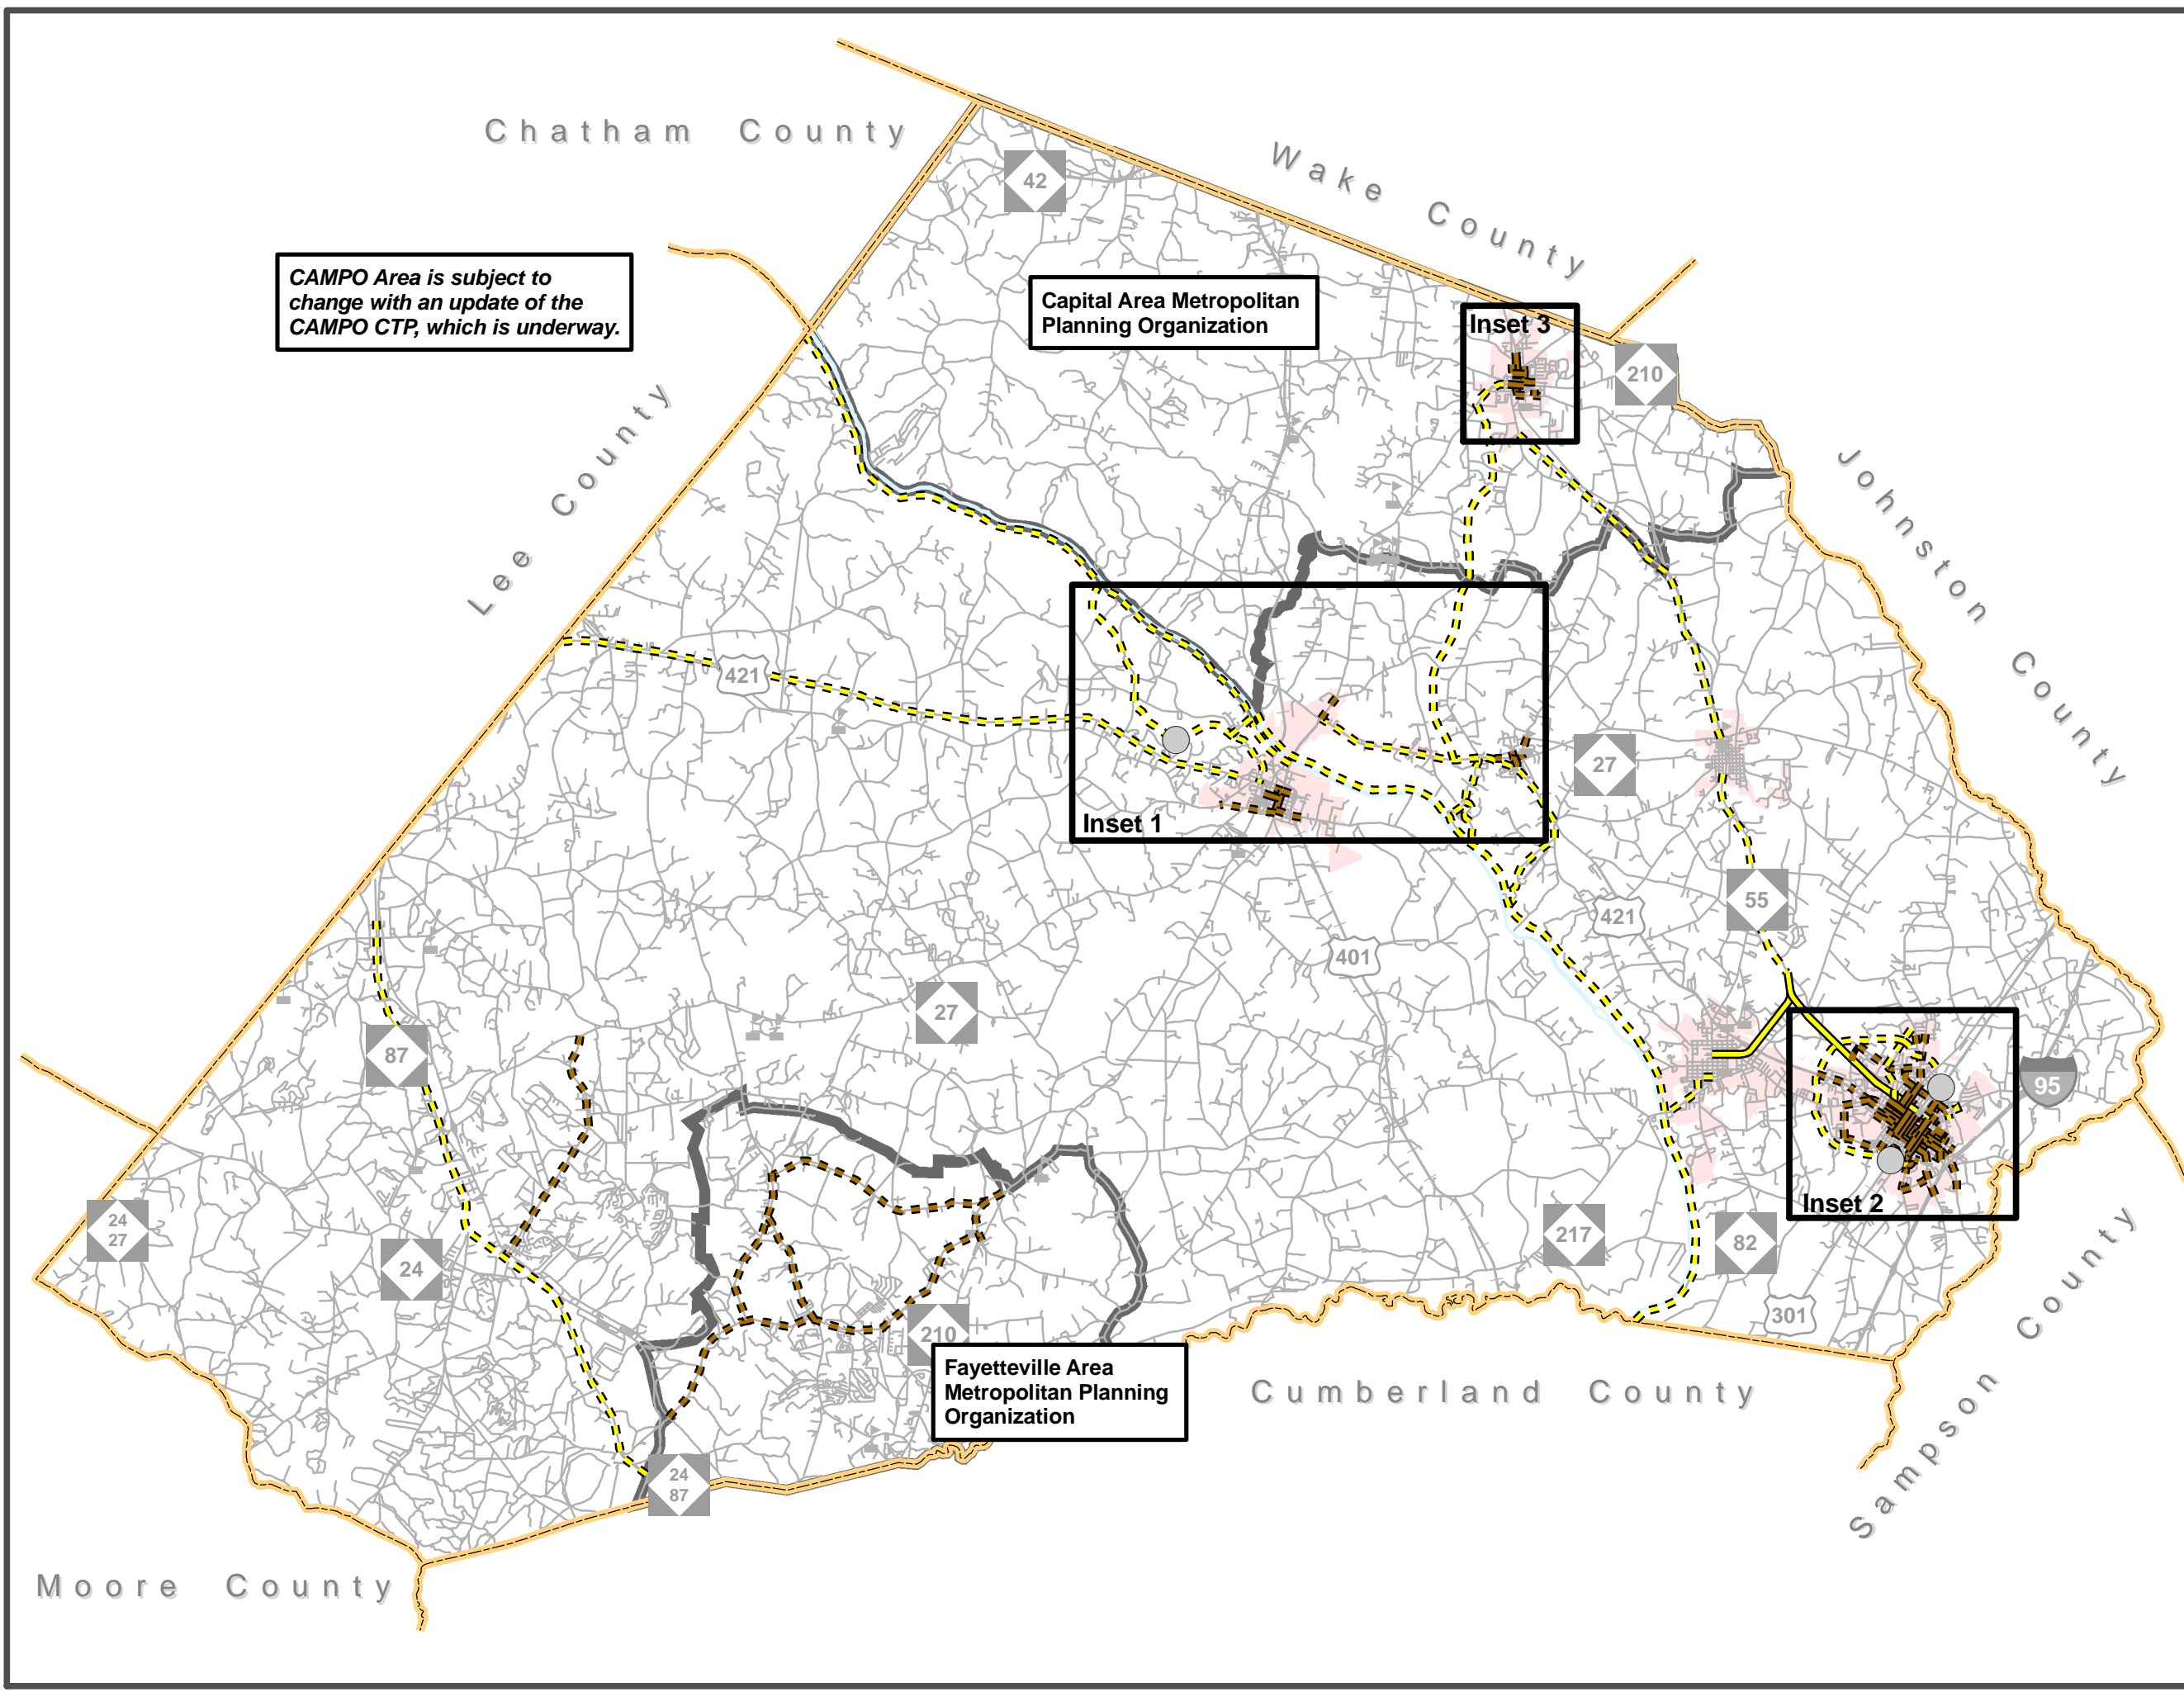 Chatham County
Wake County
42
CAMPO Area is subject to
change with an update of the
CAMPO CTP, which is underway.
Capital Area Metropolitan
Planning Organization
Inset 3
210
Lee County
Johnston County
421
27
Inset 1
55
421
401
27
87
95
Inset 2
24
27
24
217
82
301
210
Fayetteville Area
Metropolitan Planning
Organization
Cumberland County
Sampson County
24
87
Moore County